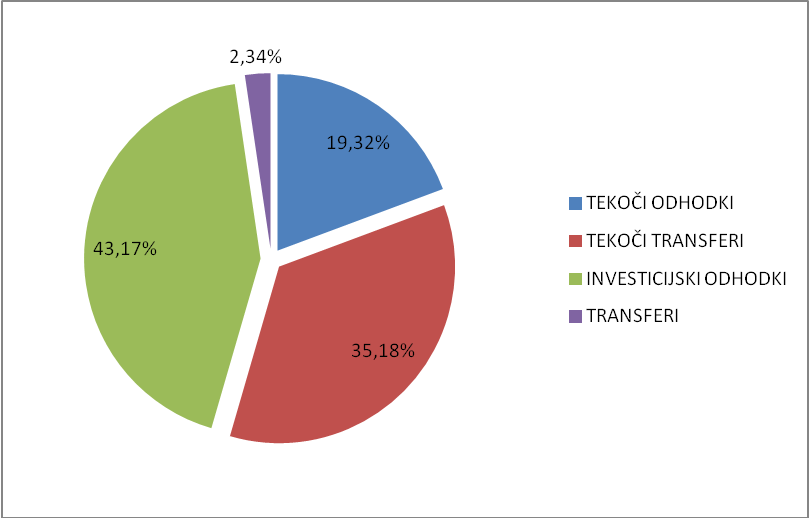 2,34%
19,32%
43,17%
35,18%
TEKOČI ODHODKI
TEKOČI TRANSFERI
INVESTICIJSKI ODHODKI
TRANSFERI